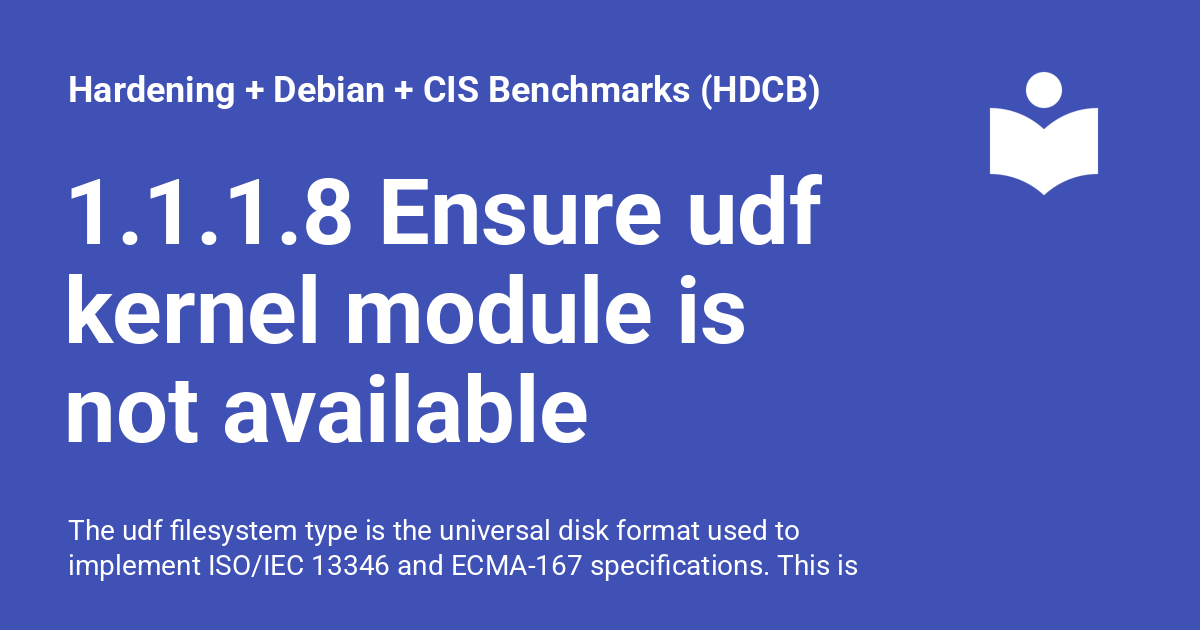 Hardening + Debian + CIS Benchmarks (HDCB)
1.1.1.8 Ensure udf
kernel module is
not available
The udf filesystem type is the universal disk format used to
implement ISO/IEC 13346 and ECMA-167 specifications. This is